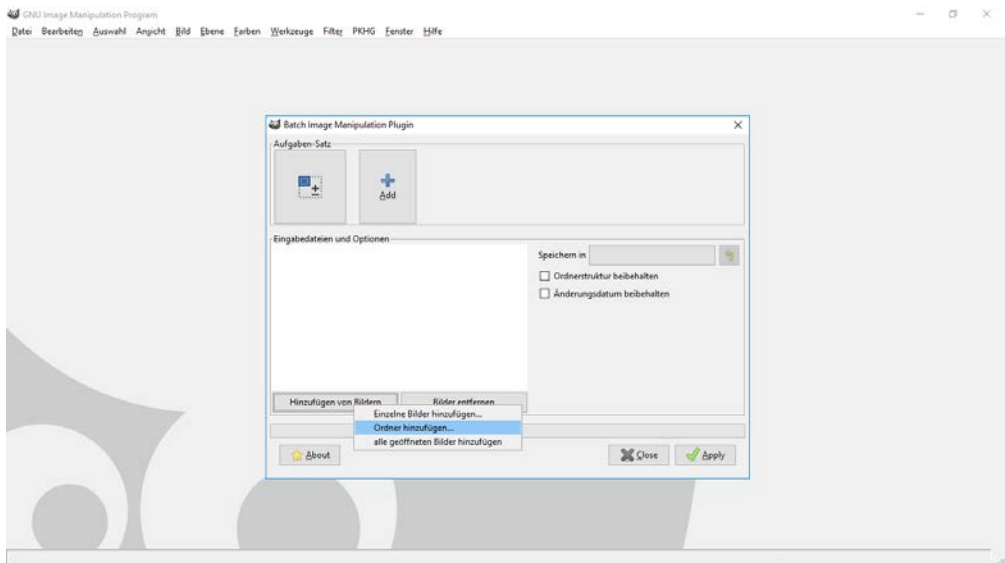 GNU Image Manipulation Program
Datei Bearbeiten Auswahl Ansicht Bild Ebene Farben Werkzeuge Filter PKHG Fenster Hilfe
Batch Image Manipulation Plugin
Aufgaben-Satz
Add
Eingabedateien und Optionen
Speichern in
Ordnerstruktur beibehalten
Änderungsdatum beibehalten
Hinzufügen von Bildern Bilder entfernen
Einzelne Bilder hinzufügen...
Ordner hinzufügen...
alle geöffneten Bilder hinzufügen
About Close Apply